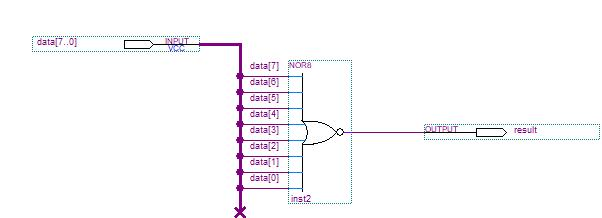 data[7..0]
INPUT
VCC
data[7]
NOR8
data[6]
data[5]
data[4]
data[3]
data[2]
data[1]
data[0]
inst2
OUTPUT
result